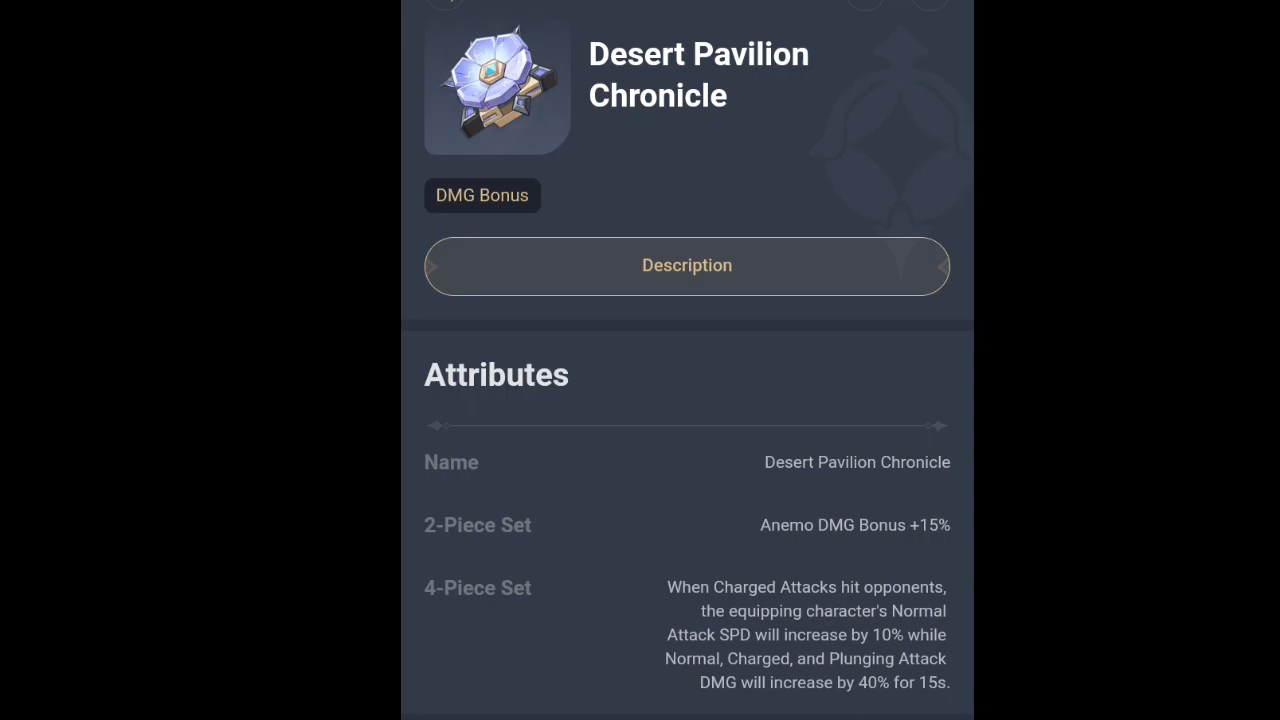 Desert Pavilion
Chronicle
DMG Bonus
Description
Attributes
Name
Desert Pavilion Chronicle
2-Piece Set
Anemo DMG Bonus +15%
4-Piece Set
When Charged Attacks hit opponents,
the equipping character's Normal
Attack SPD will increase by 10% while
Normal, Charged, and Plunging Attack
DMG will increase by 40% for 15s.